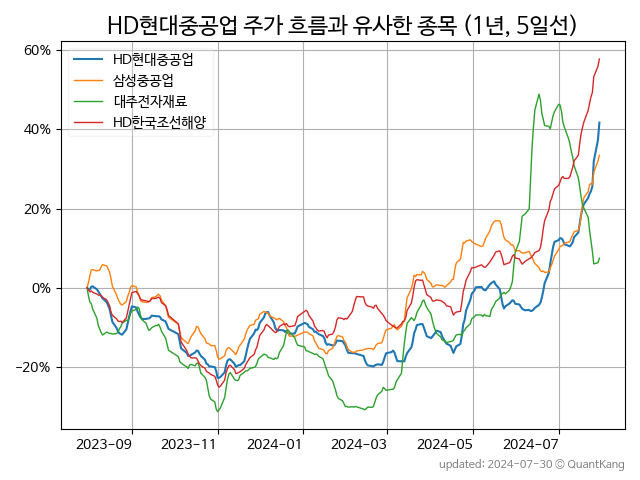 HD현대중공업 주가 흐름과 유사한 종목 (1년, 5일선)
60%
40%
20%
0%
−20%
HD현대중공업
삼성중공업
대주전자재료
HD한국조선해양
2023-09 2023-11 2024-01 2024-03 2024-05 2024-07
updated: 2024-07-30 © QuantKang